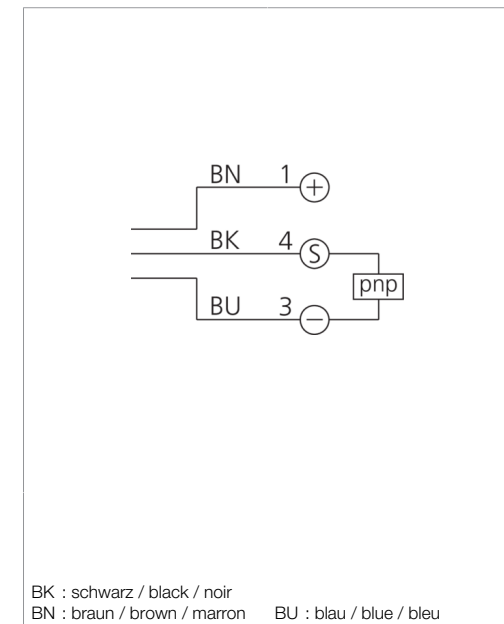 BN 1 +
BK 4 S
pnp
BU 3 −
BK : schwarz / black / noir
BN : braun / brown / marron BU : blau / blue / bleu